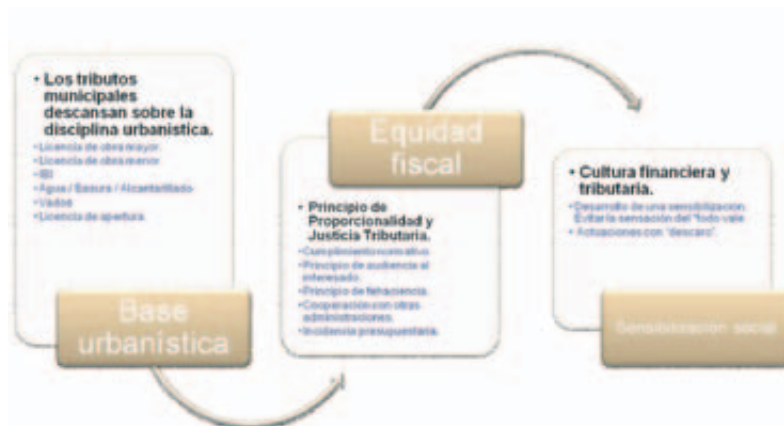 • Los tributos
municipales
descansan sobre la
disciplina urbanística.
• Licencia de obra mayor.
• Licencia de obra menor
• IBI
• Agua / Basura / Alcantarillado
• Vados
• Licencia de apertura.
Base
urbanística
Equidad
fiscal
• Principio de
Proporcionalidad y
Justicia Tributaria.
• Cumplimiento normativo.
• Principio de audiencia al
interesado.
• Principio de fehaciencia.
• Cooperación con otras
administraciones.
• Incidencia presupuestaria.
• Cultura financiera y
tributaria.
• Desarrollo de una sensibilización.
Evitar la sensación del "todo vale
• Actuaciones con "descaro".
Sensibilización social